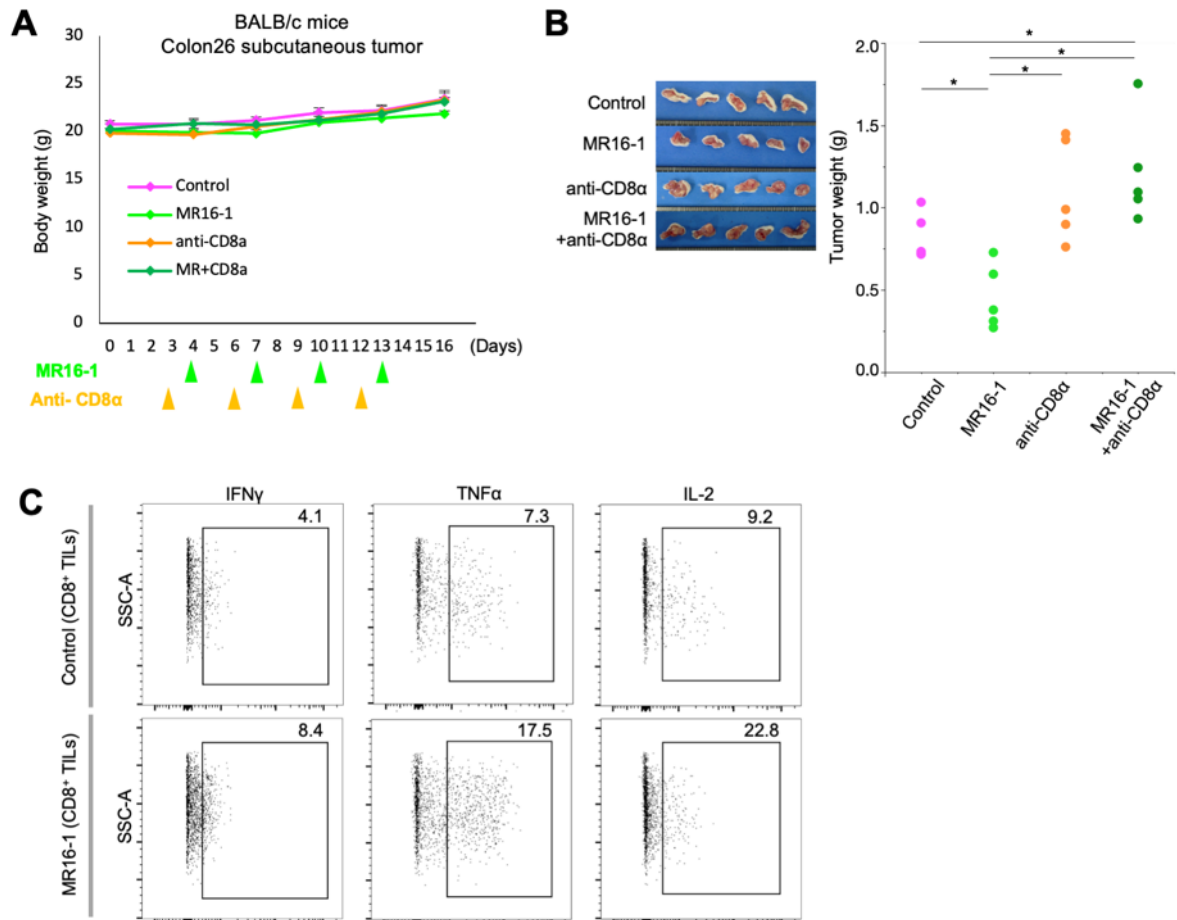 A
BALB/c mice
Colon26 subcutaneous tumor
Body weight (g)
30
25
20
15
10
5
0
Control
MR16-1
anti-CD8a
MR+CD8a
0 1 2 3 4 5 6 7 8 9 10 11 12 13 14 15 16 (Days)
MR16-1
Anti- CD8α
B
Control
MR16-1
anti-CD8α
MR16-1
+anti-CD8α
Tumor weight (g)
2.0
1.5
1.0
0.5
0.0
*
*
*
*
Control
MR16-1
anti-CD8α
MR16-1
+anti-CD8α
C
IFNγ
TNFα
IL-2
Control (CD8⁺ TILs)
SSC-A
4.1
7.3
9.2
MR16-1 (CD8⁺ TILs)
SSC-A
8.4
17.5
22.8